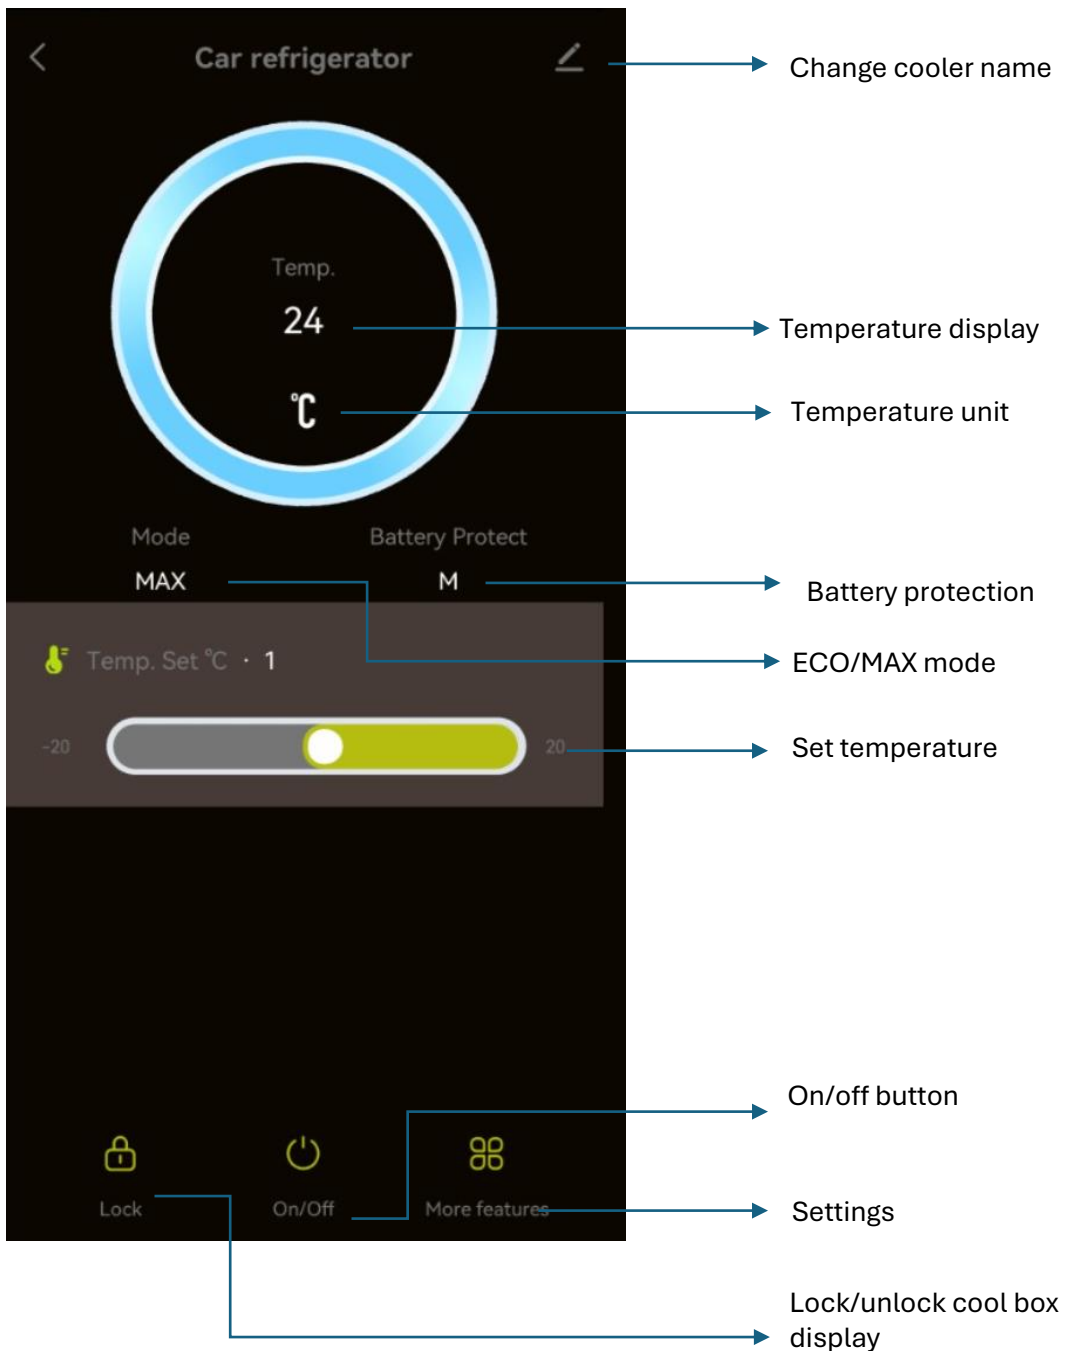 Car refrigerator
Change cooler name
Temp.
24
Temperature display
℃
Temperature unit
Mode
Battery Protect
MAX
M
Battery protection
Temp. Set ℃ · 1
ECO/MAX mode
-20
20
Set temperature
On/off button
Lock
On/Off
More features
Settings
Lock/unlock cool box
display